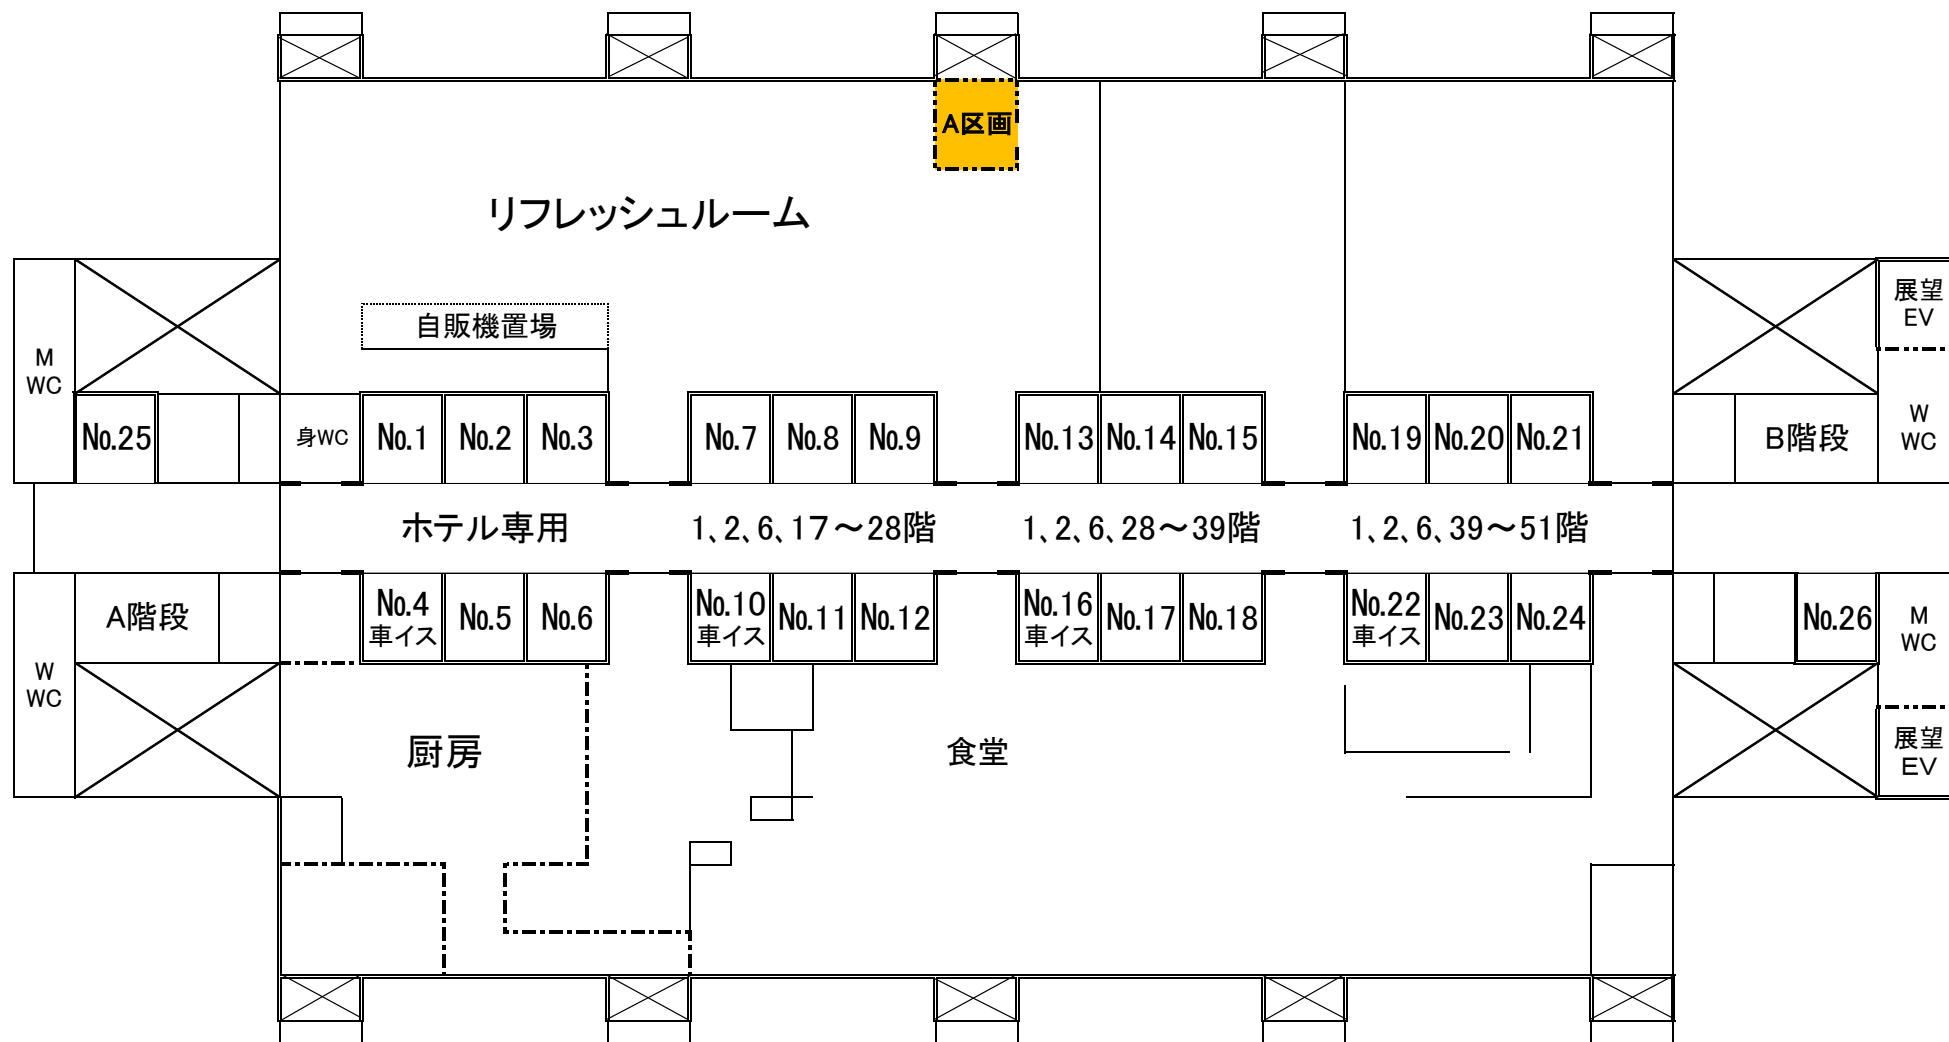 A区画
リフレッシュルーム
自販機置場
M
WC
展望
EV
No.25
身WC
No.1
No.2
No.3
No.7
No.8
No.9
No.13
No.14
No.15
No.19
No.20
No.21
B階段
W
WC
ホテル専用
1、2、6、17～28階
1、2、6、28～39階
1、2、6、39～51階
A階段
No.4
車イス
No.5
No.6
No.10
車イス
No.11
No.12
No.16
車イス
No.17
No.18
No.22
車イス
No.23
No.24
No.26
M
WC
W
WC
厨房
食堂
展望
EV